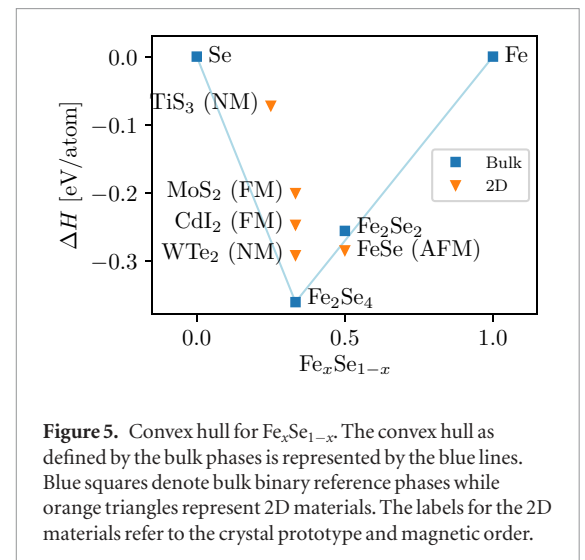 0.0
−0.1
−0.2
−0.3
ΔH [eV/atom]
Se
Fe
TiS₃ (NM)
MoS₂ (FM)
CdI₂ (FM)
WTe₂ (NM)
Fe₂Se₄
Fe₂Se₂
FeSe (AFM)
Bulk
2D
0.0 0.5 1.0
FeₓSe₁₋ₓ
Figure 5. Convex hull for FeₓSe₁₋ₓ. The convex hull as
defined by the bulk phases is represented by the blue lines.
Blue squares denote bulk binary reference phases while
orange triangles represent 2D materials. The labels for the 2D
materials refer to the crystal prototype and magnetic order.